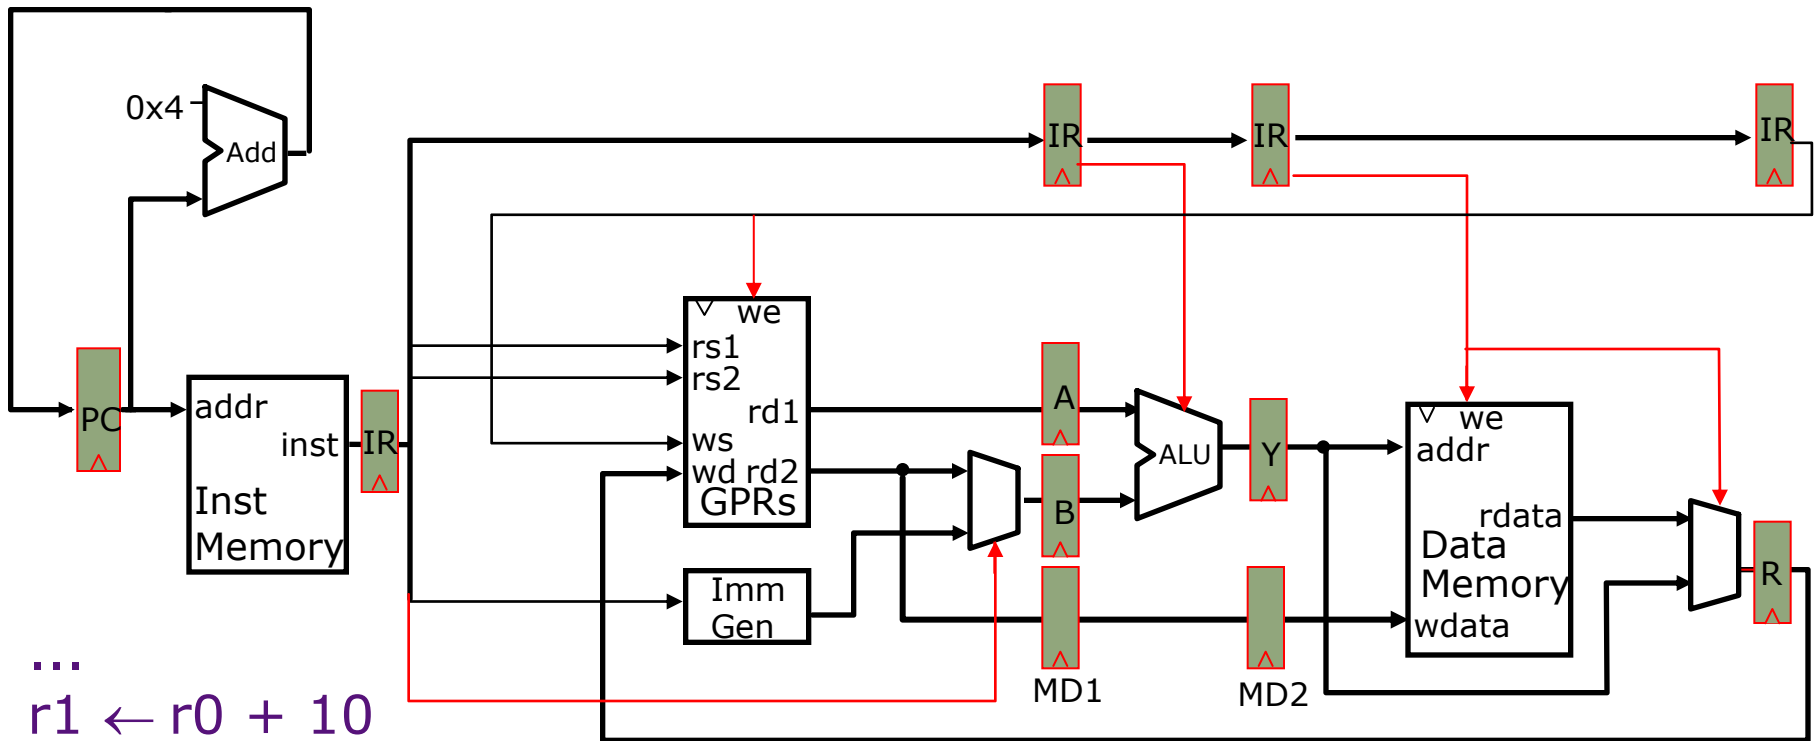 0x4
Add
IR
IR
IR
we
rs1
rs2
rd1
ws
wd rd2
GPRs
PC
addr
inst
Inst
Memory
IR
A
B
ALU
Y
we
addr
rdata
Data
Memory
wdata
R
Imm
Gen
MD1
MD2
...
r1 ← r0 + 10